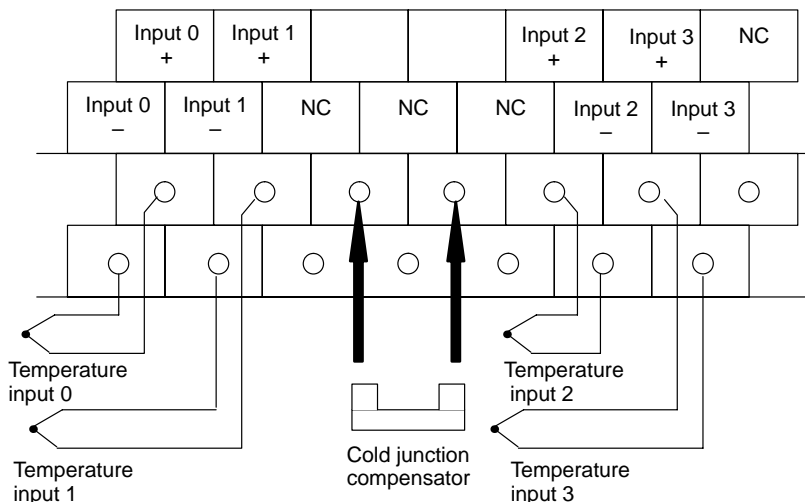 Input 0 Input 1 Input 2 Input 3 NC
+ + + +
Input 0 Input 1 NC NC NC Input 2 Input 3
– – – –
Temperature
input 0
Temperature
input 2
Cold junction
compensator
Temperature
input 1
Temperature
input 3